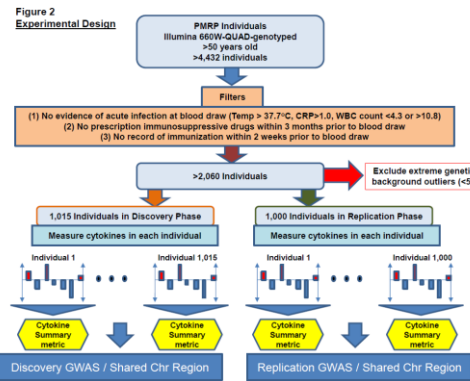 Figure 2
Experimental Design
PMRP Individuals
Illumina 660W-QUAD-genotyped
>50 years old
>4,432 individuals
Filters
(1) No evidence of acute infection at blood draw (Temp > 37.7°C, CRP>1.0, WBC count <4.3 or >10.8)
(2) No prescription immunosuppressive drugs within 3 months prior to blood draw
(3) No record of immunization within 2 weeks prior to blood draw
>2,060 Individuals
Exclude extreme geneti
background outliers (<5
1,015 Individuals in Discovery Phase
1,000 Individuals in Replication Phase
Measure cytokines in each individual
Measure cytokines in each individual
Individual 1
Individual 1,015
Individual 1
Individual 1,000
Cytokine
Summary
metric
Cytokine
Summary
metric
Cytokine
Summary
metric
Cytokine
Summary
metric
Discovery GWAS / Shared Chr Region
Replication GWAS / Shared Chr Region